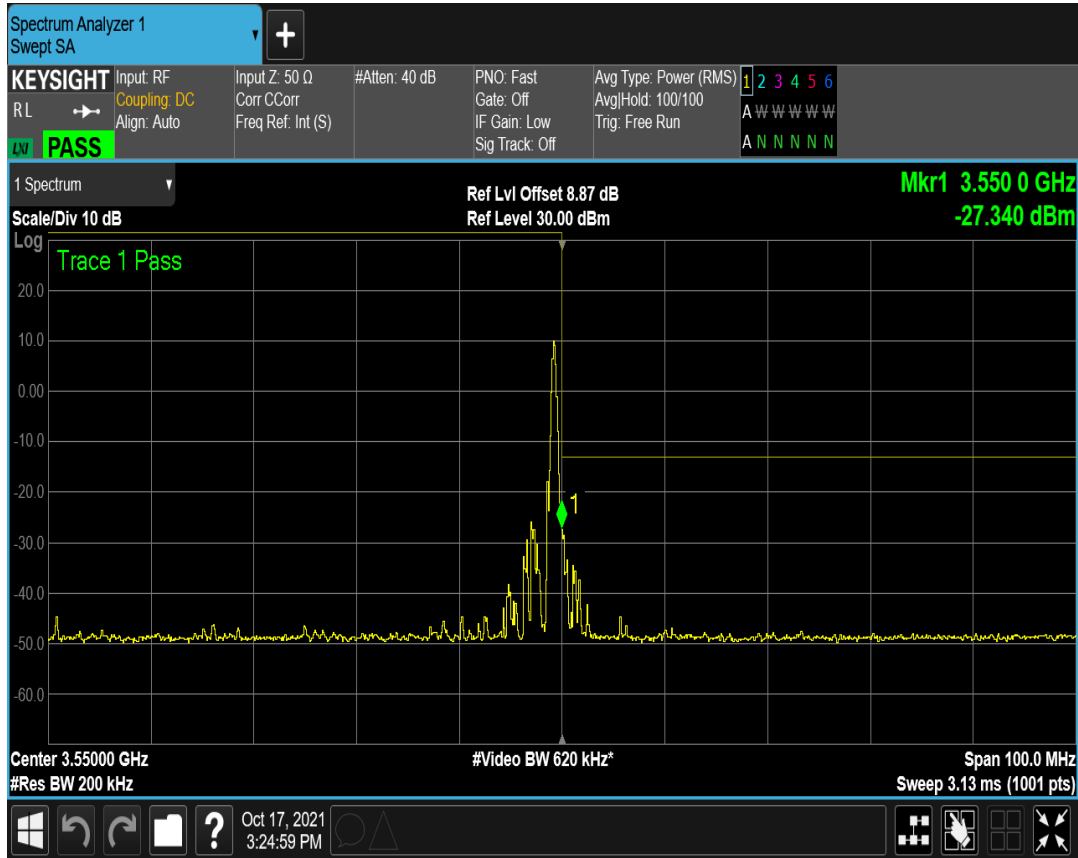 Spectrum Analyzer 1
Swept SA
+
KEYSIGHT
R L
LXI
PASS
Input: RF
Coupling: DC
Align: Auto
Input Z: 50 Ω
Corr CCorr
Freq Ref: Int (S)
#Atten: 40 dB
PNO: Fast
Gate: Off
IF Gain: Low
Sig Track: Off
Avg Type: Power (RMS)
Avg|Hold: 100/100
Trig: Free Run
1 2 3 4 5 6
A W W W W W
A N N N N N
1 Spectrum
Scale/Div 10 dB
Ref Lvl Offset 8.87 dB
Ref Level 30.00 dBm
Mkr1 3.550 0 GHz
-27.340 dBm
Log
Trace 1 Pass
20.0
10.0
0.00
-10.0
-20.0
1
-30.0
-40.0
-50.0
-60.0
Center 3.55000 GHz
#Video BW 620 kHz*
Span 100.0 MHz
#Res BW 200 kHz
Sweep 3.13 ms (1001 pts)
?
Oct 17, 2021
3:24:59 PM